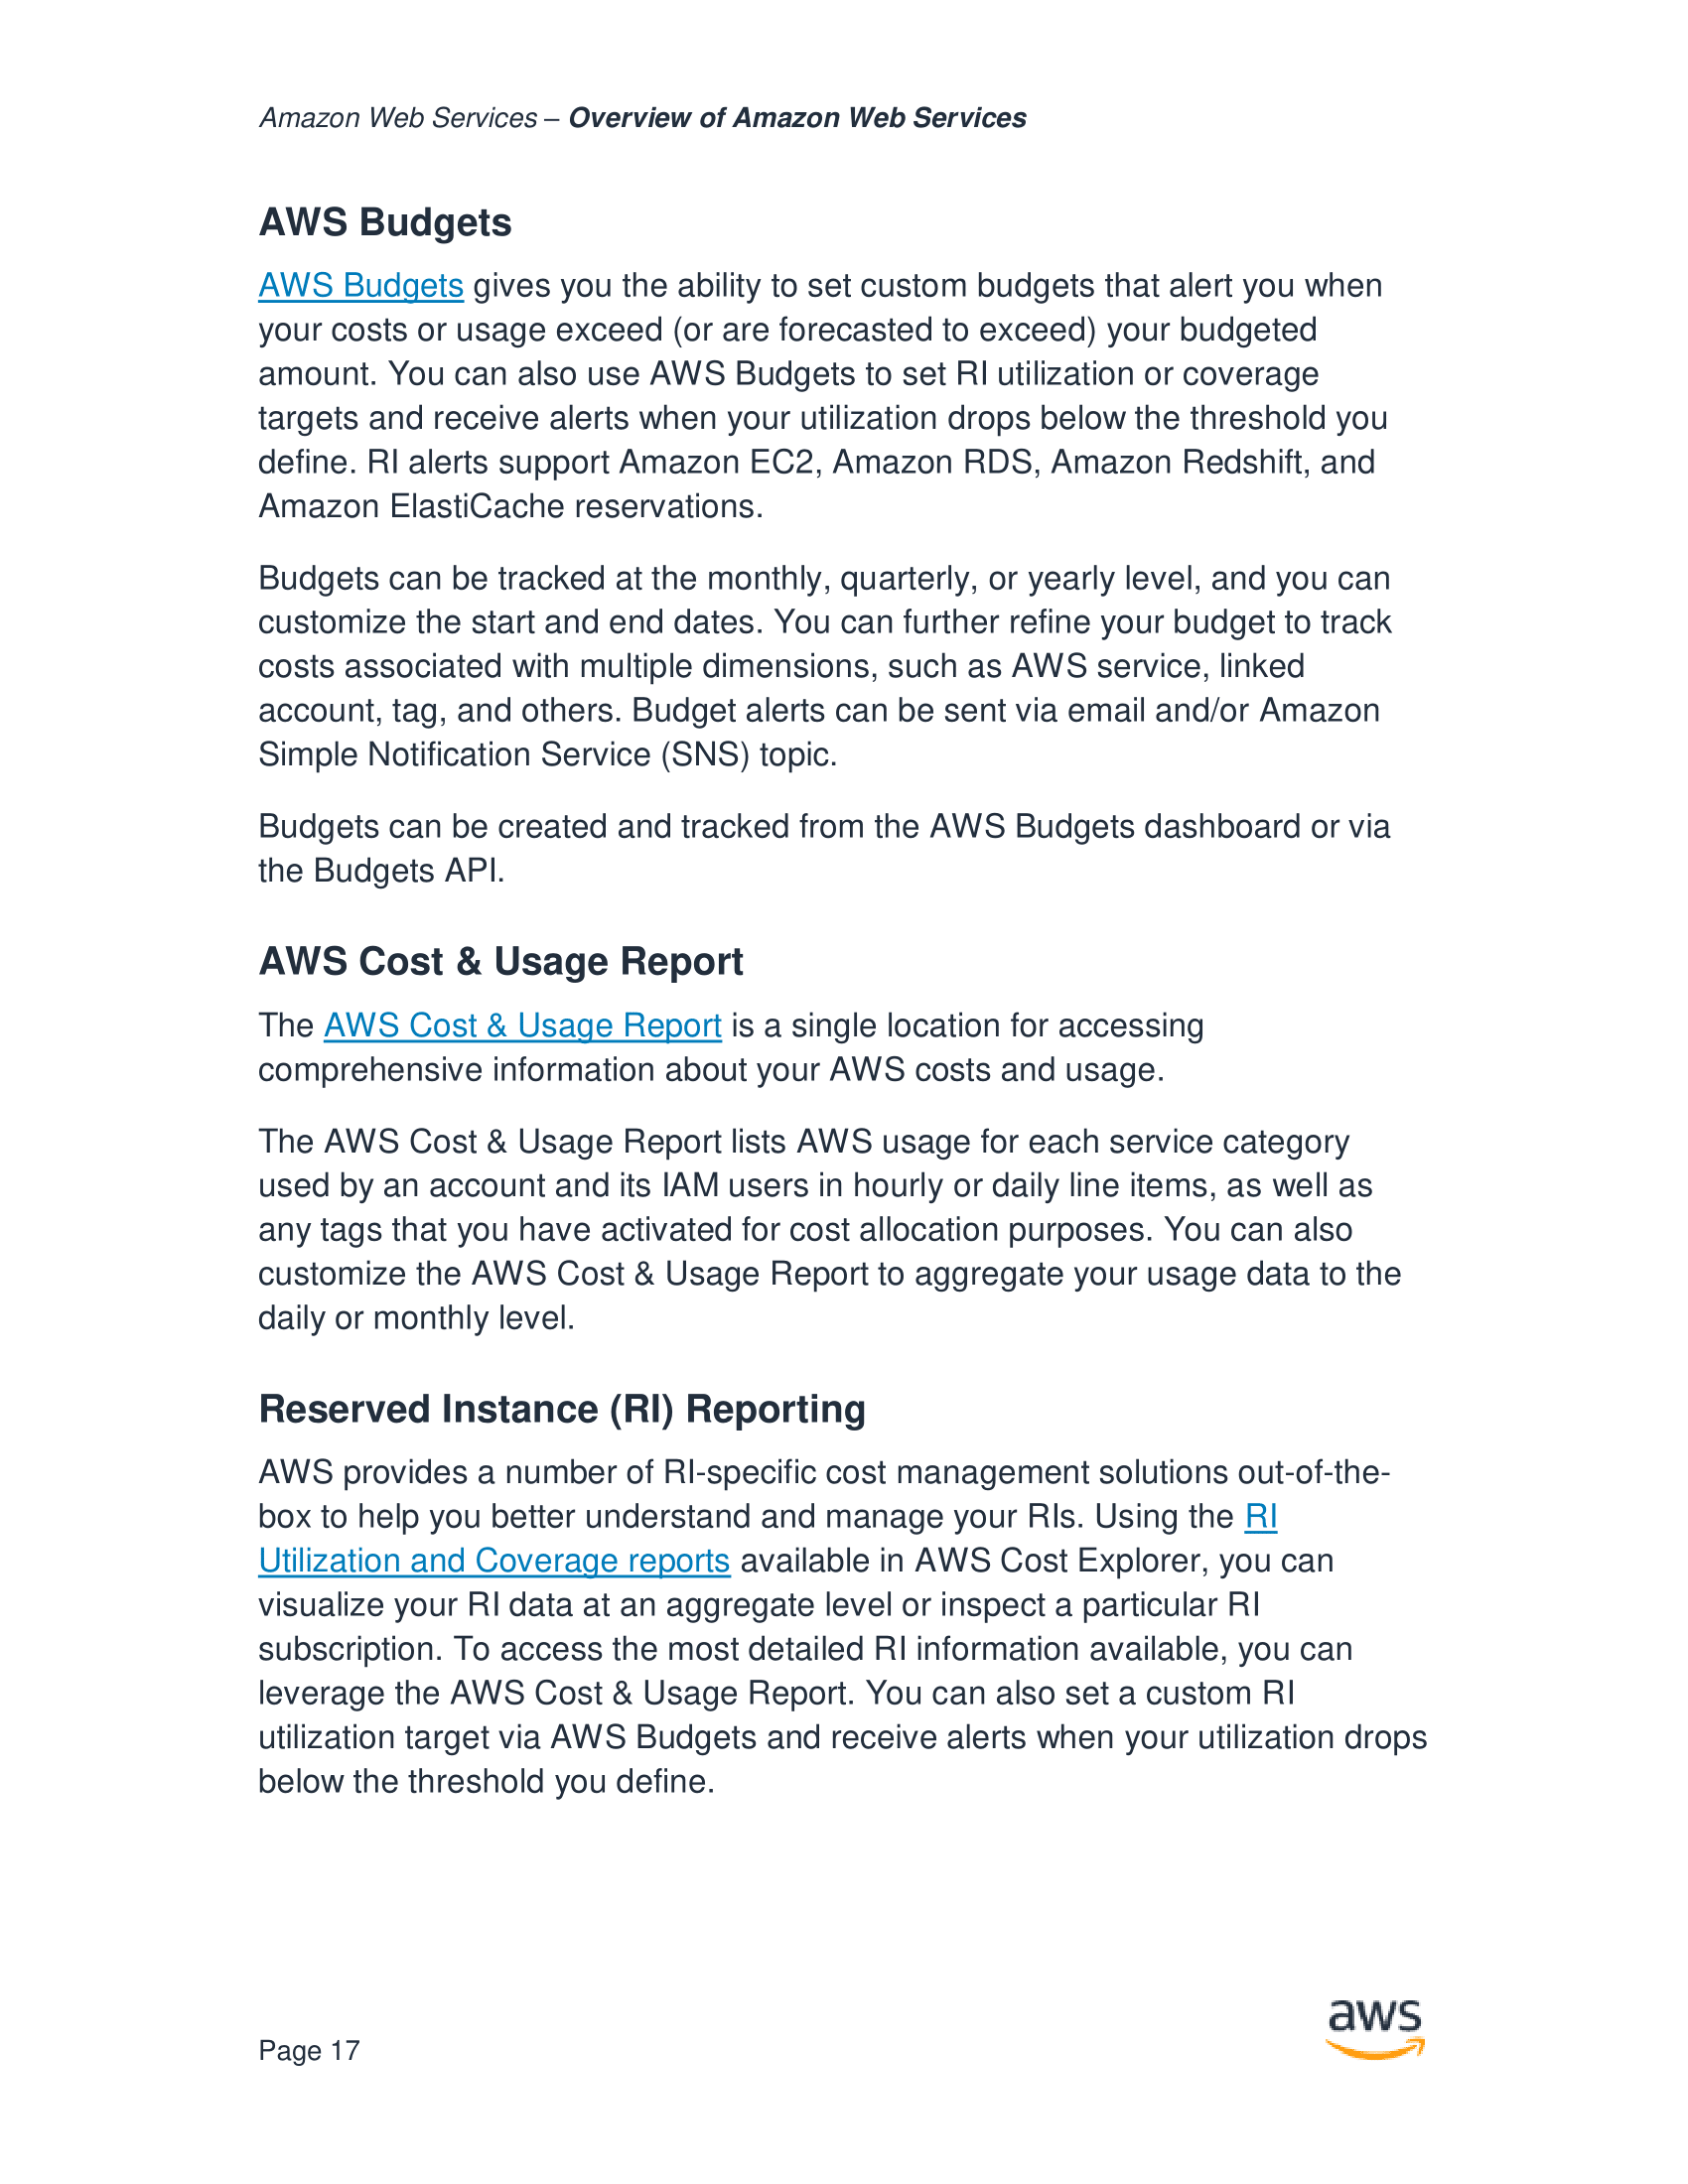 Amazon Web Services – Overview of Amazon Web Services
AWS Budgets
AWS Budgets gives you the ability to set custom budgets that alert you when
your costs or usage exceed (or are forecasted to exceed) your budgeted
amount. You can also use AWS Budgets to set RI utilization or coverage
targets and receive alerts when your utilization drops below the threshold you
define. RI alerts support Amazon EC2, Amazon RDS, Amazon Redshift, and
Amazon ElastiCache reservations.
Budgets can be tracked at the monthly, quarterly, or yearly level, and you can
customize the start and end dates. You can further refine your budget to track
costs associated with multiple dimensions, such as AWS service, linked
account, tag, and others. Budget alerts can be sent via email and/or Amazon
Simple Notification Service (SNS) topic.
Budgets can be created and tracked from the AWS Budgets dashboard or via
the Budgets API.
AWS Cost & Usage Report
The AWS Cost & Usage Report is a single location for accessing
comprehensive information about your AWS costs and usage.
The AWS Cost & Usage Report lists AWS usage for each service category
used by an account and its IAM users in hourly or daily line items, as well as
any tags that you have activated for cost allocation purposes. You can also
customize the AWS Cost & Usage Report to aggregate your usage data to the
daily or monthly level.
Reserved Instance (RI) Reporting
AWS provides a number of RI-specific cost management solutions out-of-the-
box to help you better understand and manage your RIs. Using the RI
Utilization and Coverage reports available in AWS Cost Explorer, you can
visualize your RI data at an aggregate level or inspect a particular RI
subscription. To access the most detailed RI information available, you can
leverage the AWS Cost & Usage Report. You can also set a custom RI
utilization target via AWS Budgets and receive alerts when your utilization drops
below the threshold you define.
aws
Page 17